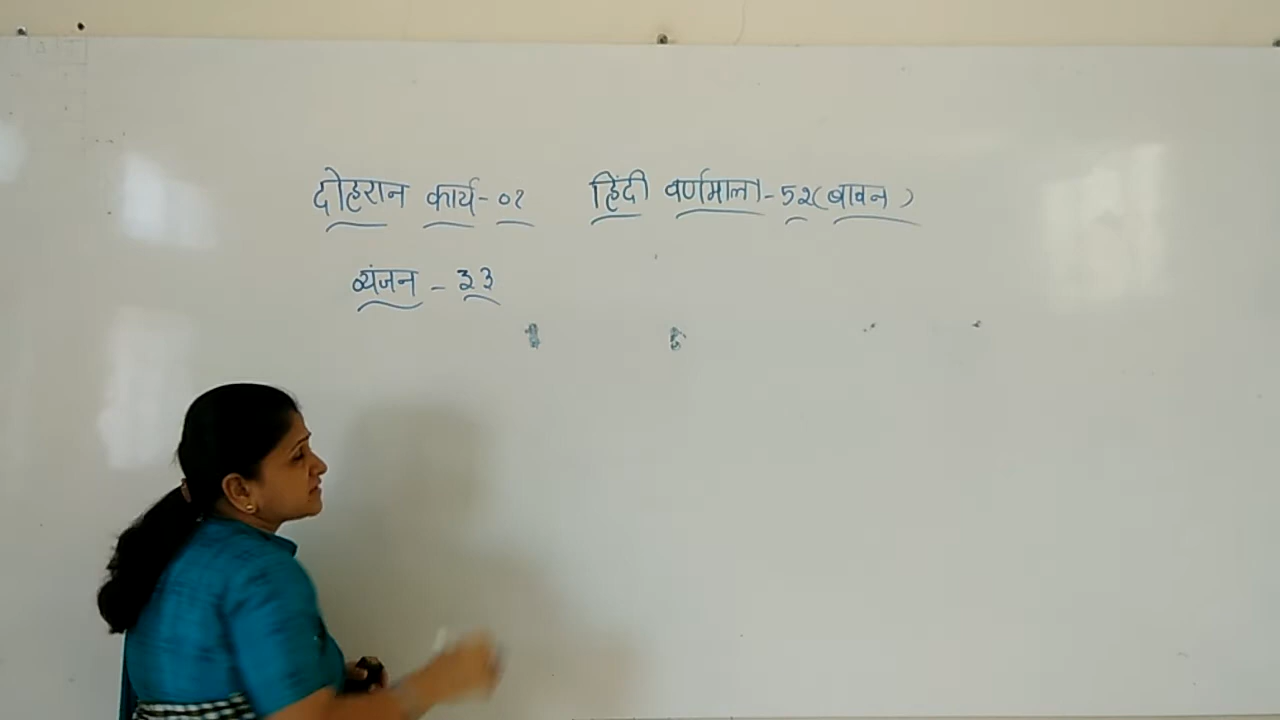 दोहरान कार्य-०१ हिंदी वर्णमाला-५२(बावन)
व्यंजन - ३३